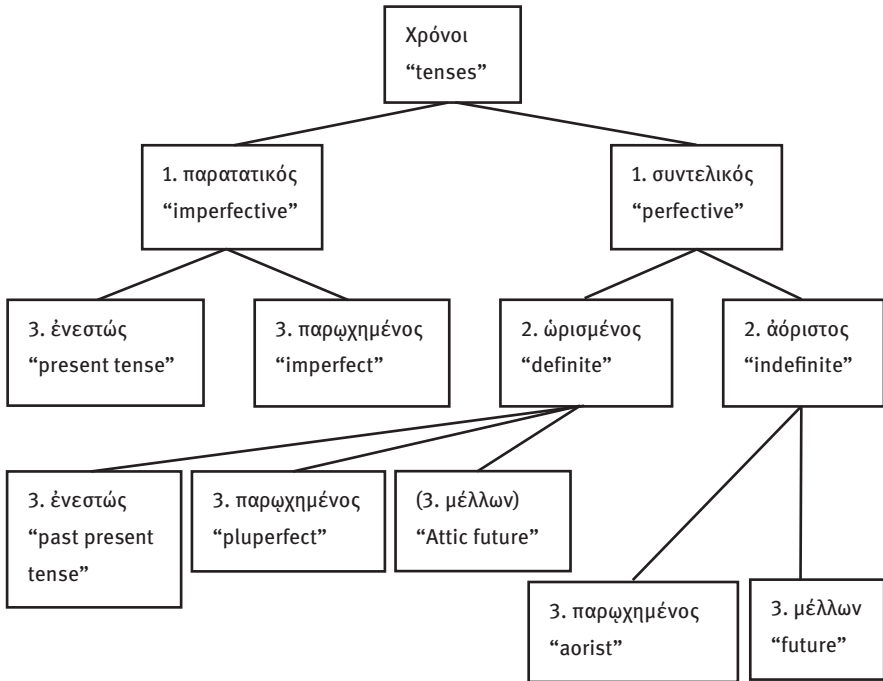 Χρόνοι
“tenses”
1. παρατατικός
“imperfective”
1. συντελικός
“perfective”
3. ἐνεστώς
“present tense”
3. παρῳχημένος
“imperfect”
2. ὡρισμένος
“definite”
2. ἀόριστος
“indefinite”
3. ἐνεστώς
“past present
tense”
3. παρῳχημένος
“pluperfect”
(3. μέλλων)
“Attic future”
3. παρῳχημένος
“aorist”
3. μέλλων
“future”